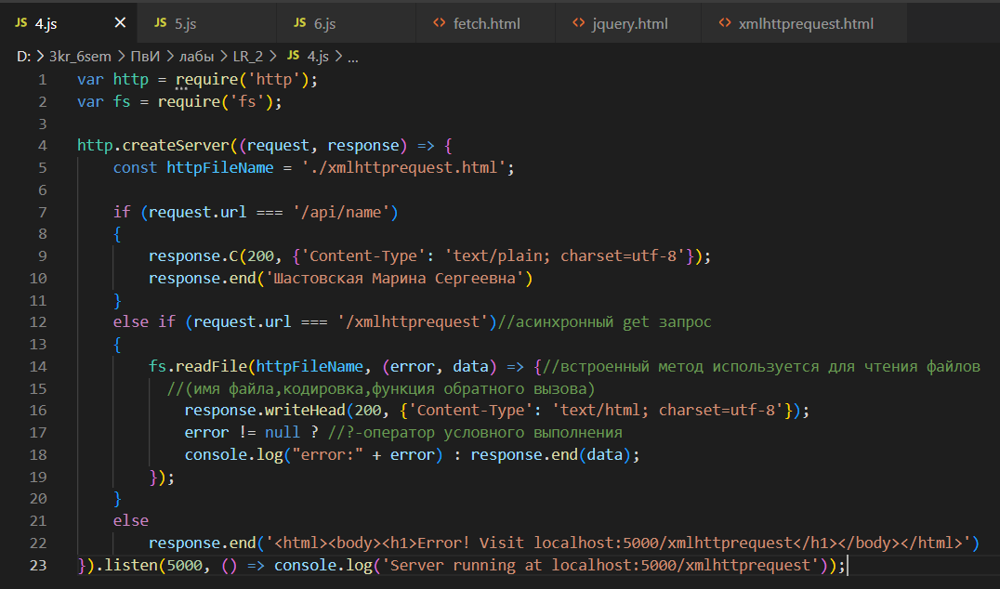 JS 4.js × JS 5.js JS 6.js <> fetch.html <> jquery.html <> xmlhttprequest.html
D: > 3kr_6sem > ПвИ > лабы > LR_2 > JS 4.js > ...
1 var http = require('http');
2 var fs = require('fs');
3
4 http.createServer((request, response) => {
5 const httpFileName = './xmlhttprequest.html';
6
7 if (request.url === '/api/name')
8 {
9 response.C(200, {'Content-Type': 'text/plain; charset=utf-8'});
10 response.end('Шастовская Марина Сергеевна')
11 }
12 else if (request.url === '/xmlhttprequest')//асинхронный get запрос
13 {
14 fs.readFile(httpFileName, (error, data) => {//встроенный метод используется для чтения файлов
15 //(имя файла,кодировка,функция обратного вызова)
16 response.writeHead(200, {'Content-Type': 'text/html; charset=utf-8'});
17 error != null ? //?-оператор условного выполнения
18 console.log("error:" + error) : response.end(data);
19 });
20 }
21 else
22 response.end('<html><body><h1>Error! Visit localhost:5000/xmlhttprequest</h1></body></html>')
23 }).listen(5000, () => console.log('Server running at localhost:5000/xmlhttprequest'));